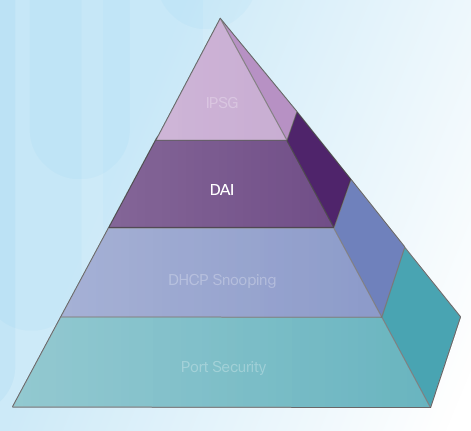 IPSG
DAI
DHCP Snooping
Port Security